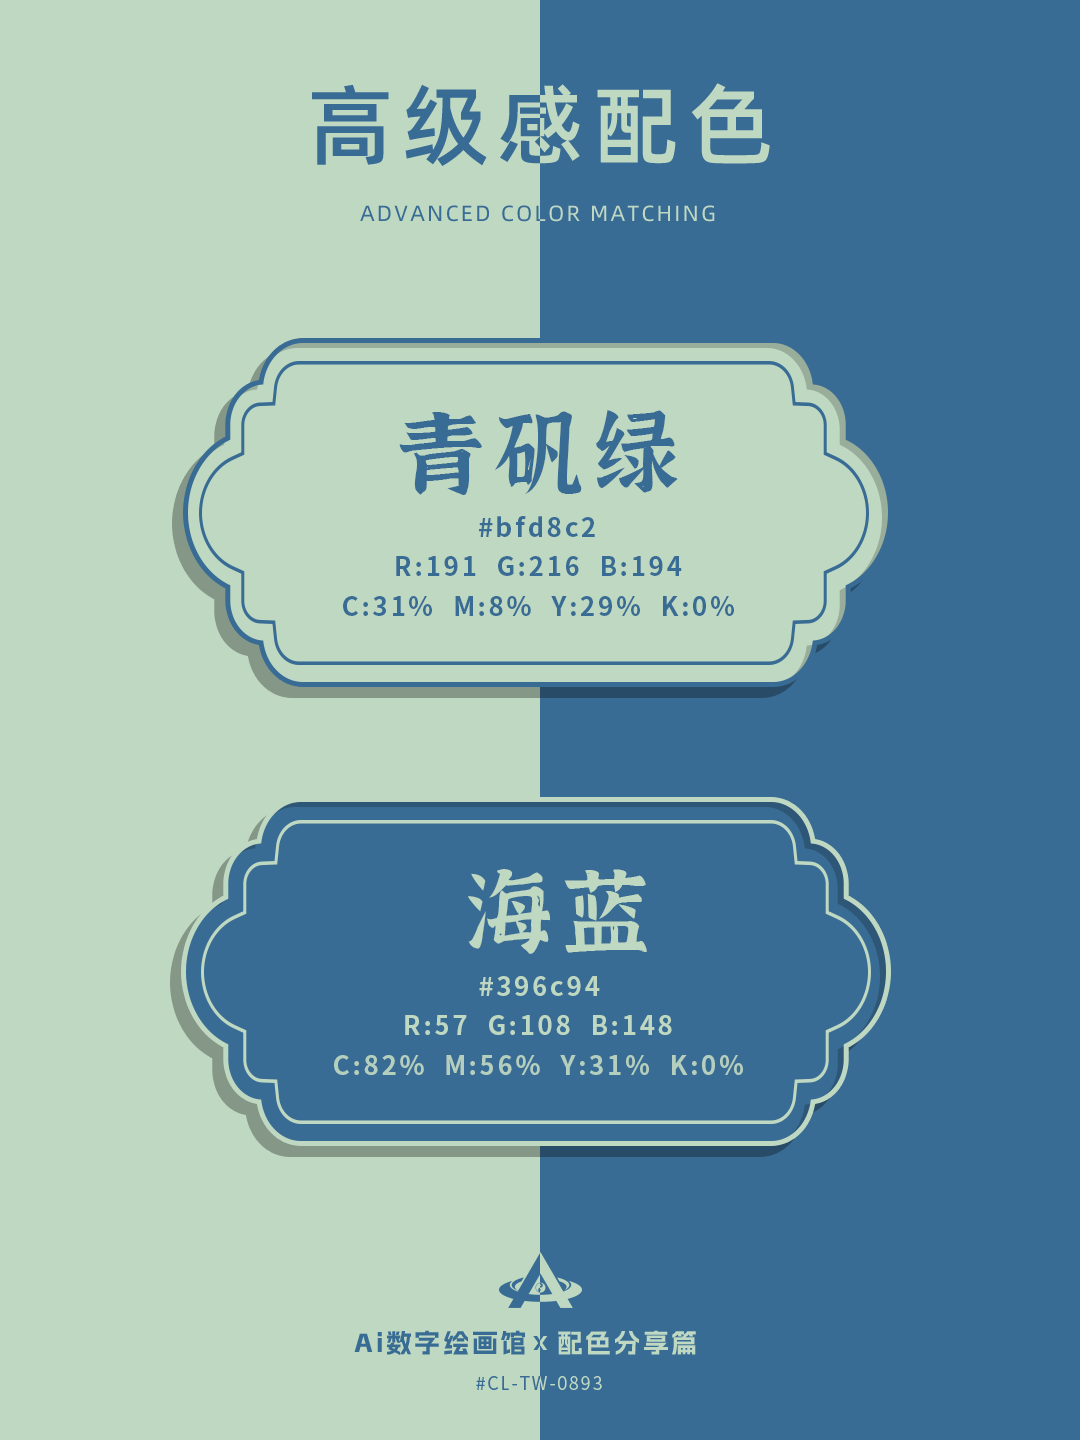 高级感配色
ADVANCED COLOR MATCHING
青矾绿
#bfd8c2
R:191 G:216 B:194
C:31% M:8% Y:29% K:0%
海蓝
#396c94
R:57 G:108 B:148
C:82% M:56% Y:31% K:0%
Ai数字绘画馆 x 配色分享篇
#CL-TW-0893